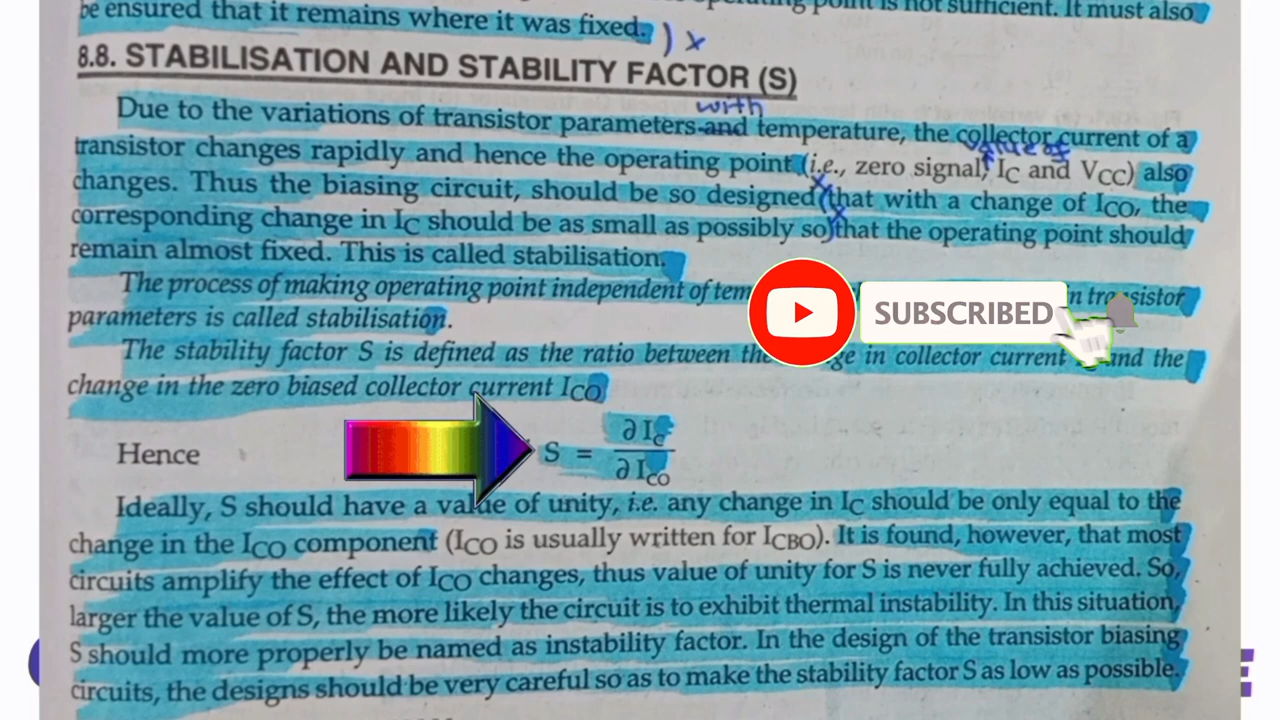 operating point is not sufficient. It must also
be ensured that it remains where it was fixed. ) x
8.8. STABILISATION AND STABILITY FACTOR (S)
with
Due to the variations of transistor parameters and temperature, the collector current of a
value of
transistor changes rapidly and hence the operating point (i.e., zero signal, IC and VCC) also
changes. Thus the biasing circuit, should be so designed (that with a change of ICO, the
corresponding change in IC should be as small as possibly so) that the operating point should
remain almost fixed. This is called stabilisation.
The process of making operating point independent of tem n transistor
parameters is called stabilisation.
SUBSCRIBED
The stability factor S is defined as the ratio between the ge in collector current and the
change in the zero biased collector current ICO
Hence S = ∂ IC / ∂ ICO
Ideally, S should have a value of unity, i.e. any change in IC should be only equal to the
change in the ICO component (ICO is usually written for ICBO). It is found, however, that most
circuits amplify the effect of ICO changes, thus value of unity for S is never fully achieved. So,
larger the value of S, the more likely the circuit is to exhibit thermal instability. In this situation,
S should more properly be named as instability factor. In the design of the transistor biasing
circuits, the designs should be very careful so as to make the stability factor S as low as possible.